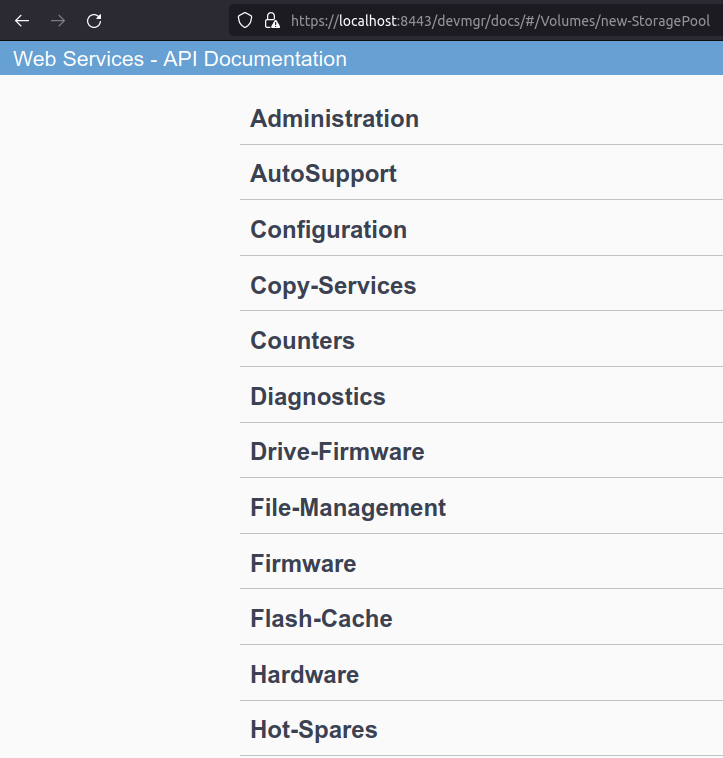 https://localhost:8443/devmgr/docs/#/Volumes/new-StoragePool
Web Services - API Documentation
Administration
AutoSupport
Configuration
Copy-Services
Counters
Diagnostics
Drive-Firmware
File-Management
Firmware
Flash-Cache
Hardware
Hot-Spares